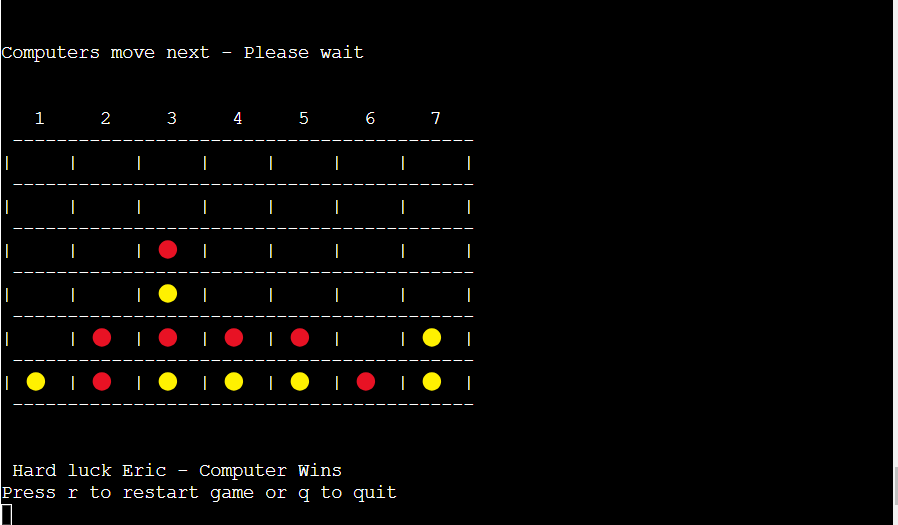 Computers move next - Please wait
1 2 3 4 5 6 7
Hard luck Eric - Computer Wins
Press r to restart game or q to quit